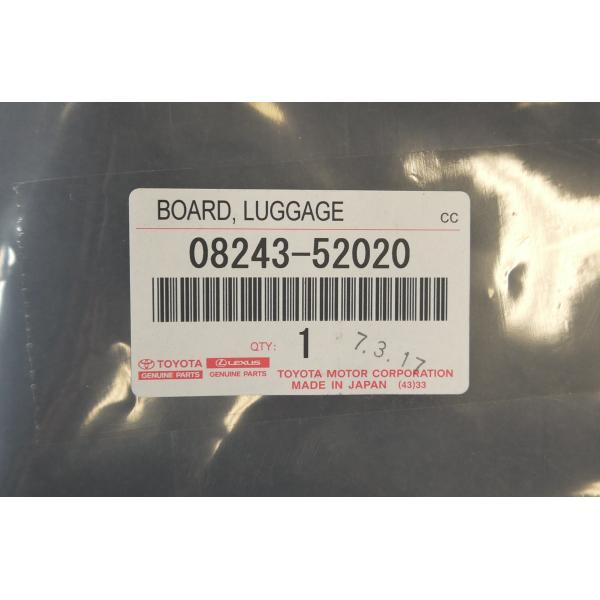 BOARD, LUGGAGE
CC
08243-52020
QTY: 1 7.3.17
TOYOTA LEXUS
GENUINE PARTS GENUINE PARTS
TOYOTA MOTOR CORPORATION
MADE IN JAPAN (43)33